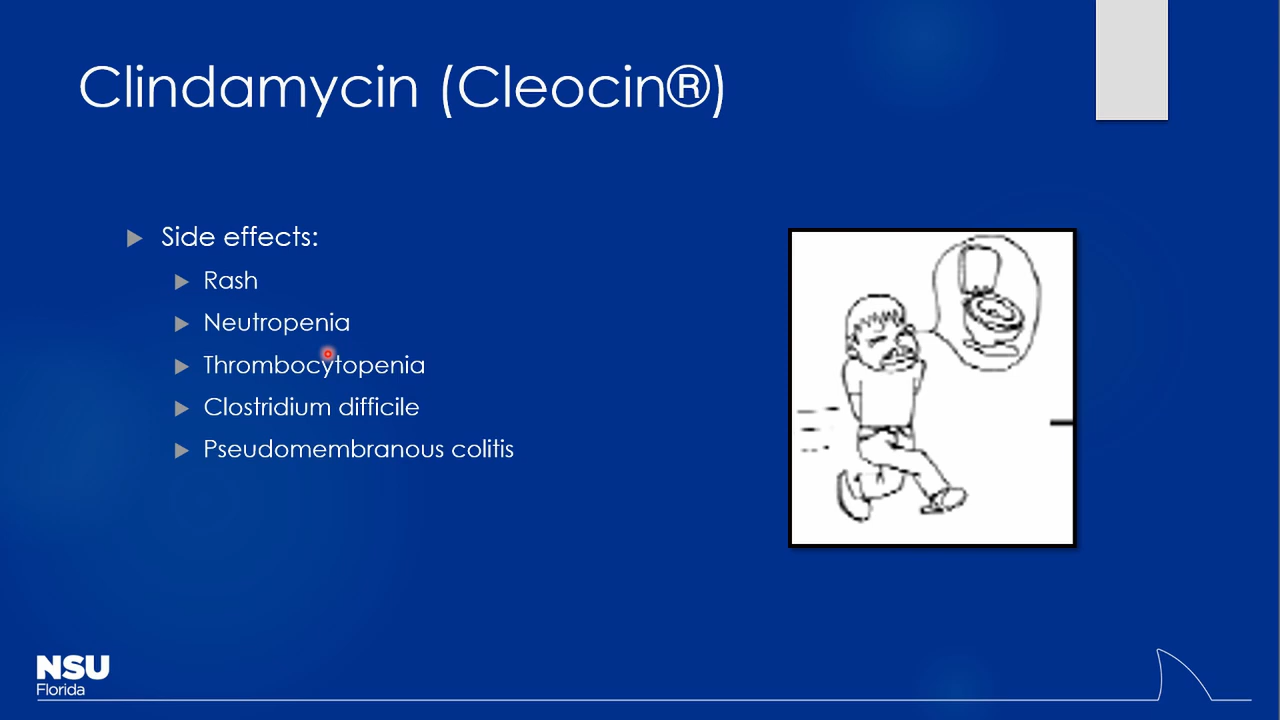 Clindamycin (Cleocin®)
Side effects:
Rash
Neutropenia
Thrombocytopenia
Clostridium difficile
Pseudomembranous colitis
NSU
Florida